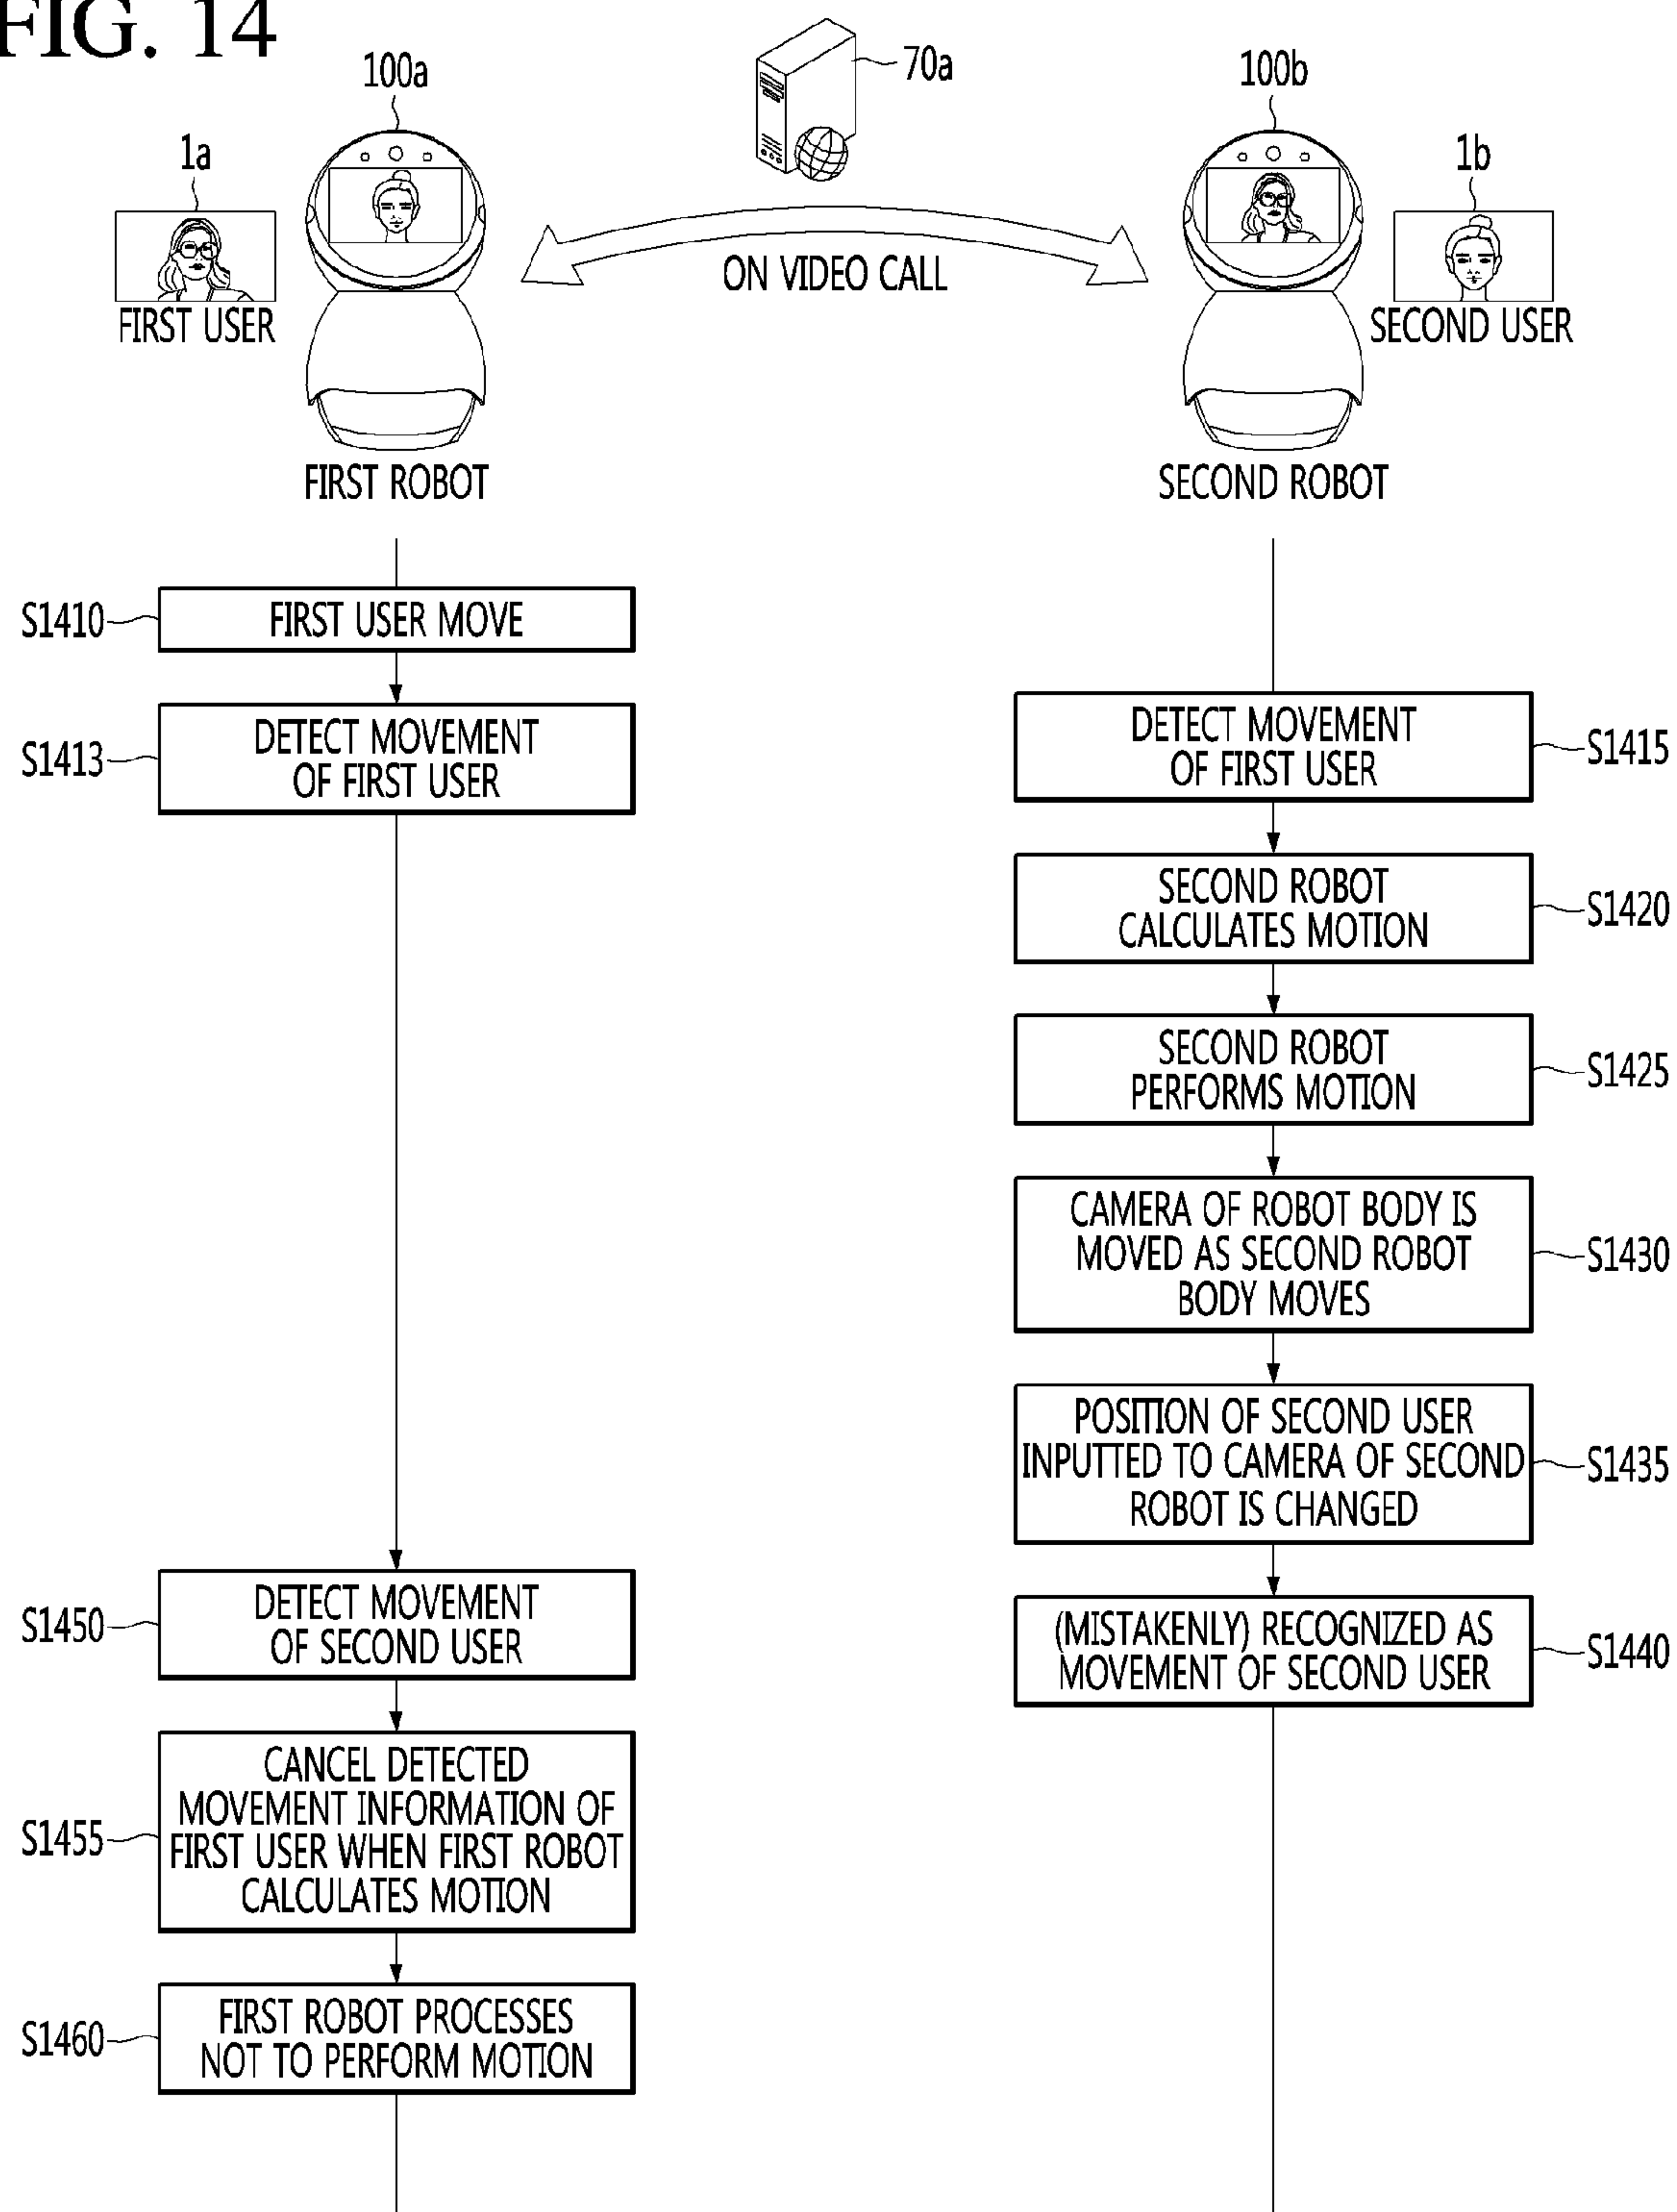 FIG. 14
100a
70a
100b
1a
1b
FIRST USER
ON VIDEO CALL
SECOND USER
FIRST ROBOT
SECOND ROBOT
S1410
FIRST USER MOVE
S1413
DETECT MOVEMENT
OF FIRST USER
DETECT MOVEMENT
OF FIRST USER
S1415
SECOND ROBOT
CALCULATES MOTION
S1420
SECOND ROBOT
PERFORMS MOTION
S1425
CAMERA OF ROBOT BODY IS
MOVED AS SECOND ROBOT
BODY MOVES
S1430
POSITION OF SECOND USER
INPUTTED TO CAMERA OF SECOND
ROBOT IS CHANGED
S1435
S1450
DETECT MOVEMENT
OF SECOND USER
(MISTAKENLY) RECOGNIZED AS
MOVEMENT OF SECOND USER
S1440
S1455
CANCEL DETECTED
MOVEMENT INFORMATION OF
FIRST USER WHEN FIRST ROBOT
CALCULATES MOTION
S1460
FIRST ROBOT PROCESSES
NOT TO PERFORM MOTION